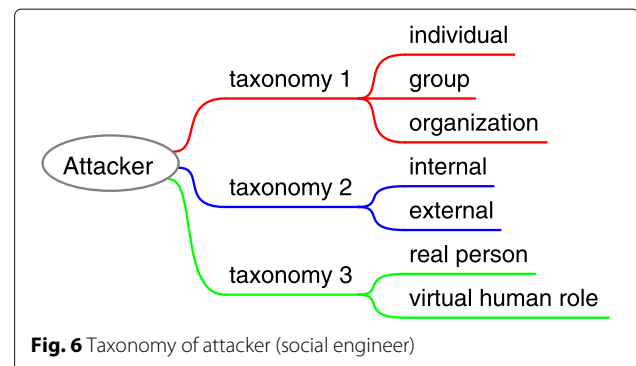 Attacker
taxonomy 1
individual
group
organization
taxonomy 2
internal
external
taxonomy 3
real person
virtual human role
Fig. 6 Taxonomy of attacker (social engineer)